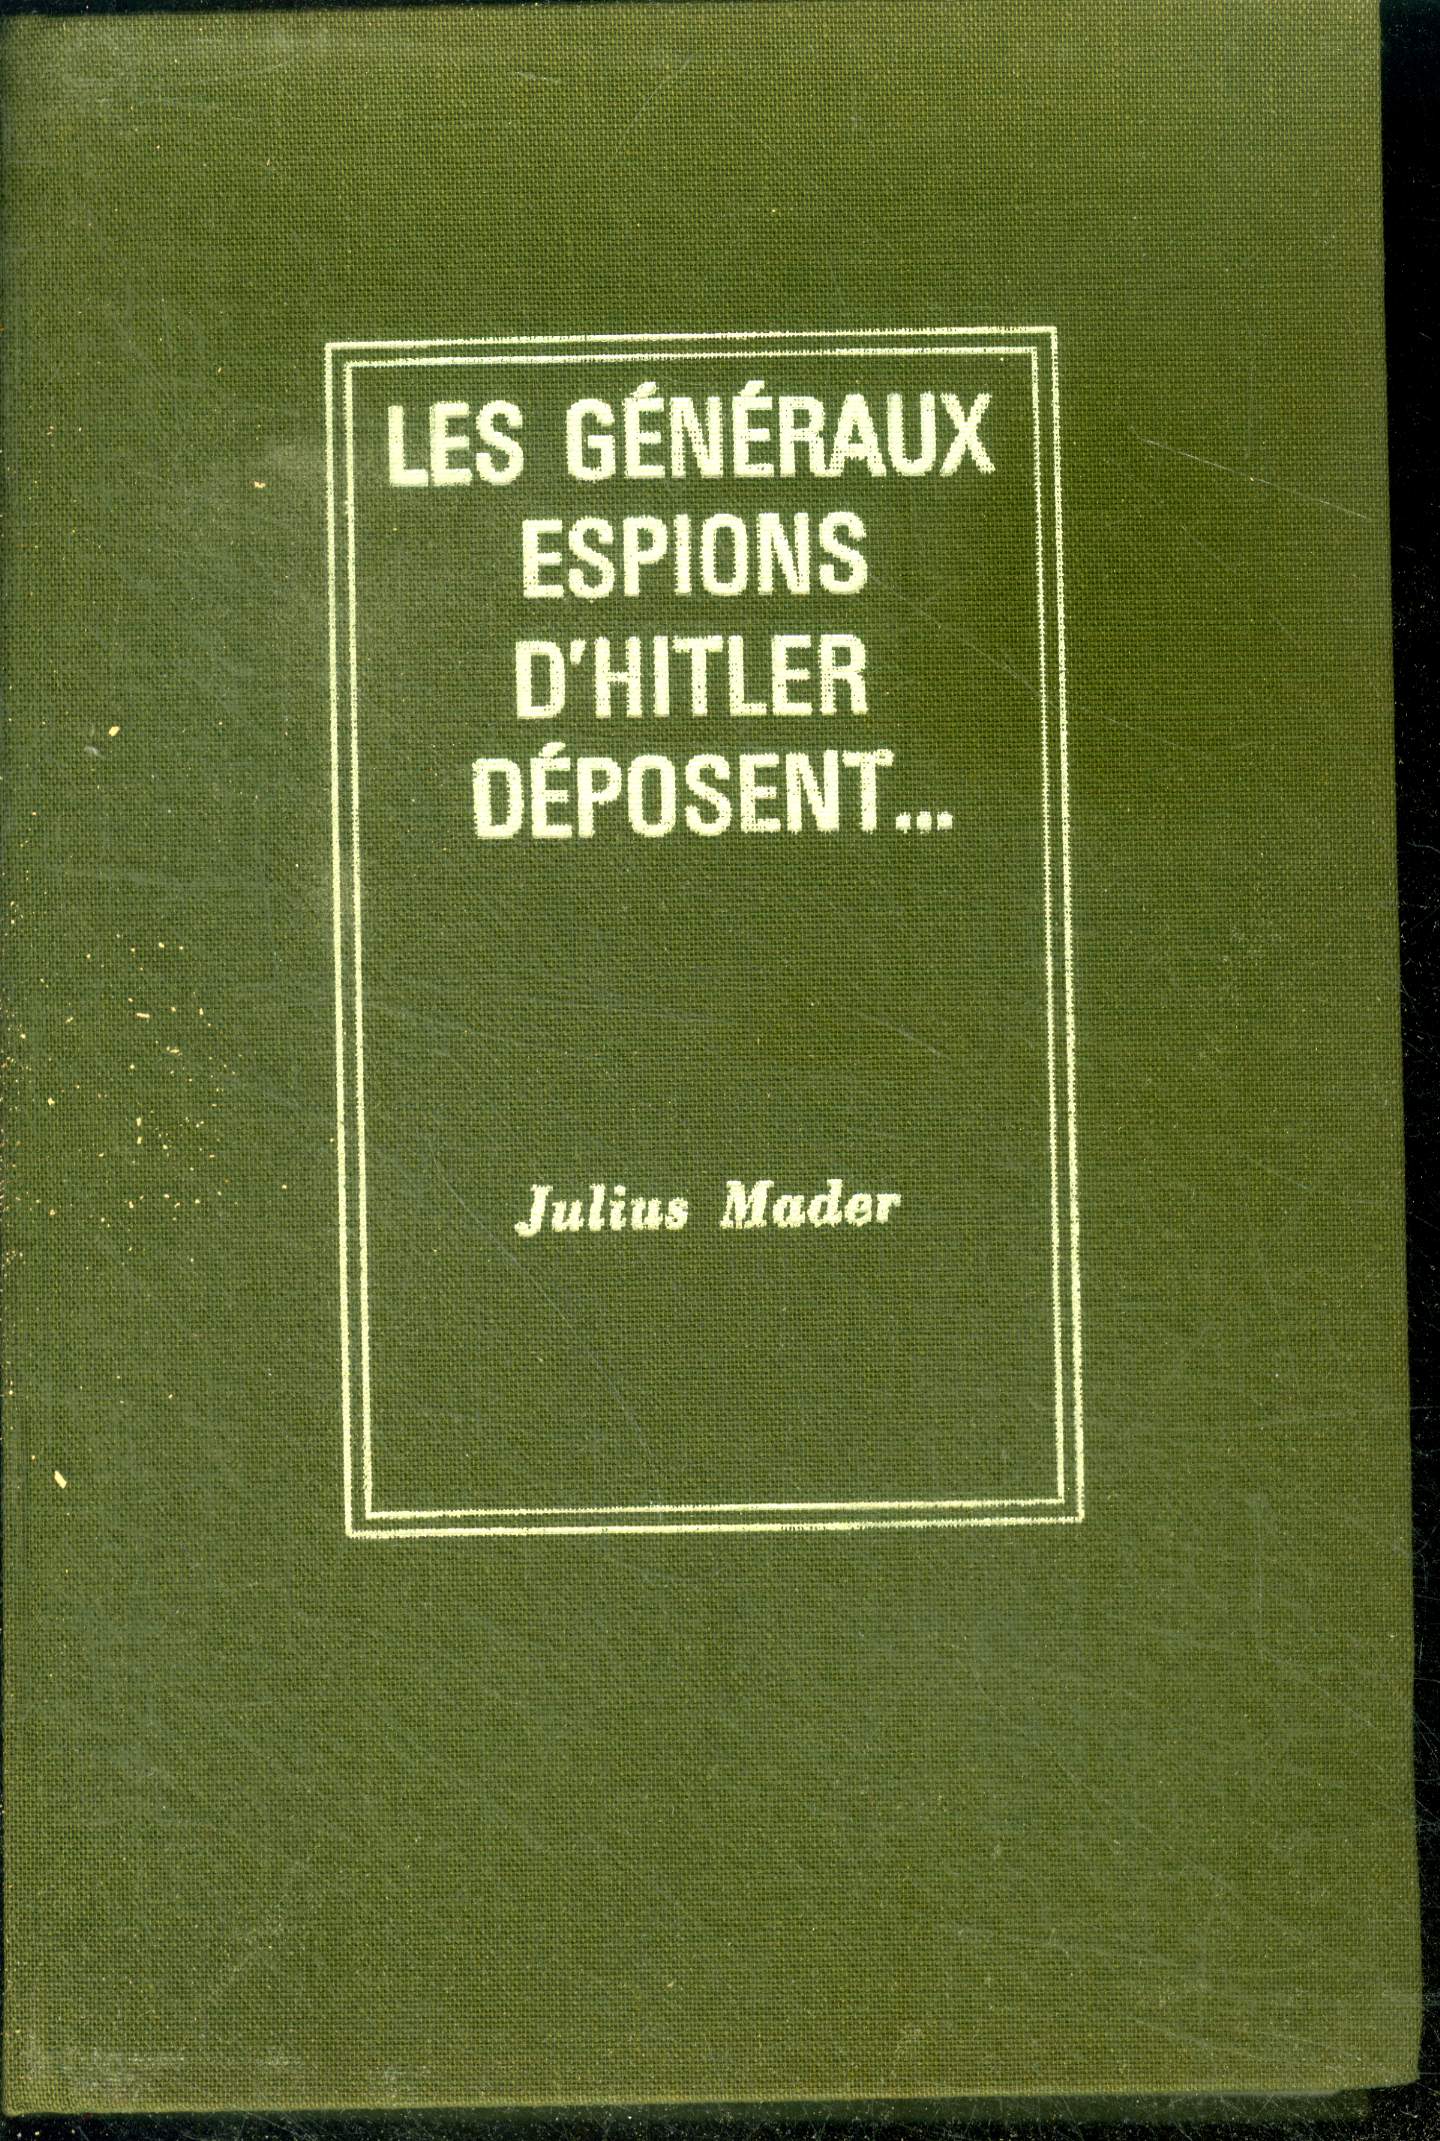 LES GÉNÉRAUX
ESPIONS
D'HITLER
DÉPOSENT...
Julius Mader